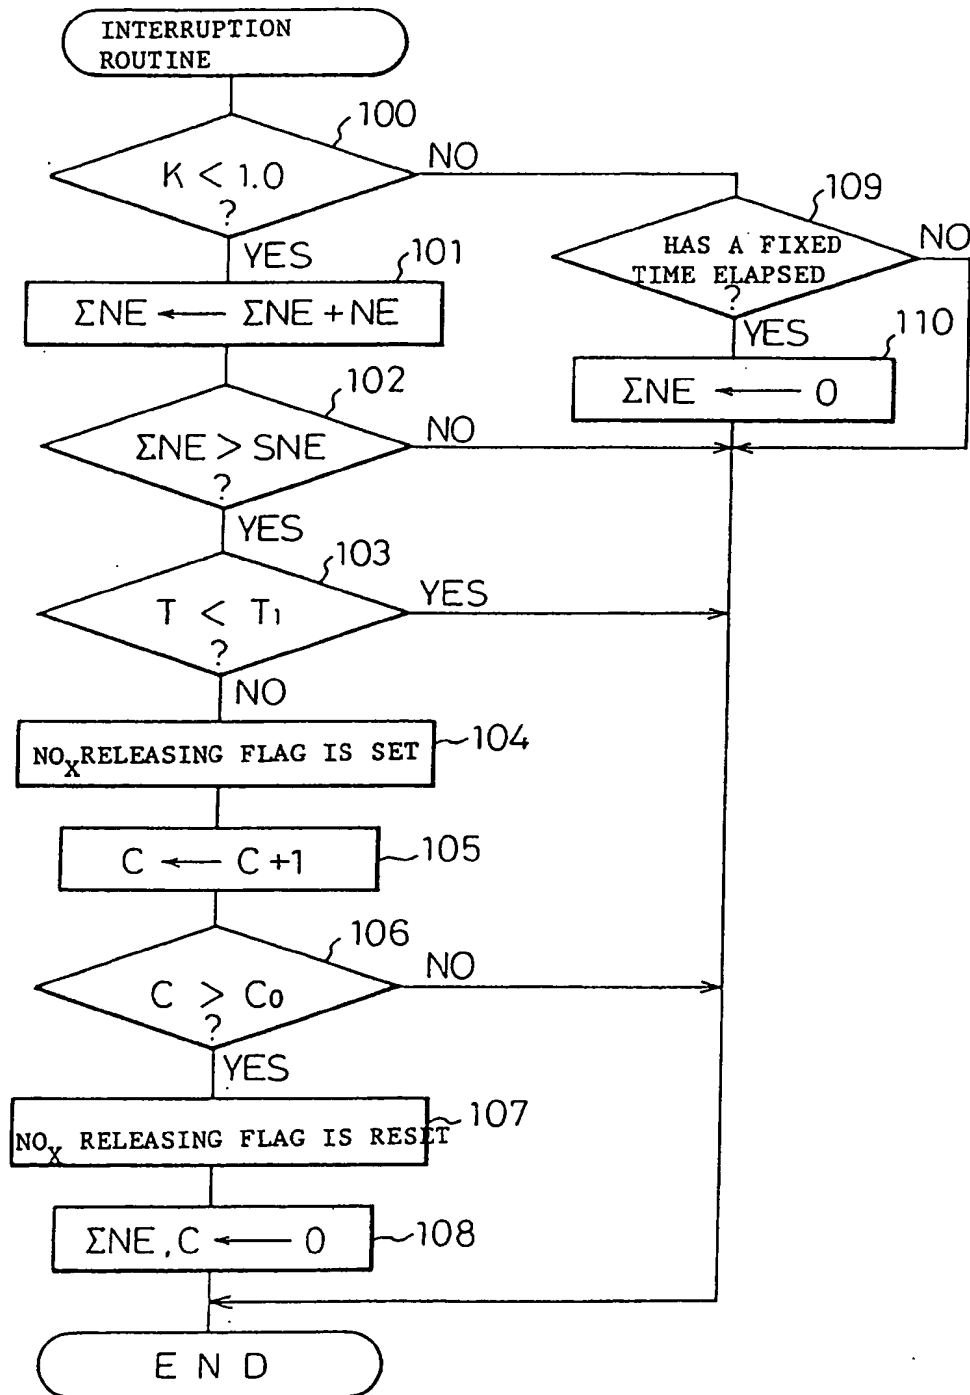 INTERRUPTION
ROUTINE
100
K < 1.0
?
NO
YES
109
HAS A FIXED
TIME ELAPSED
?
NO
YES
101
ΣNE ← ΣNE + NE
110
ΣNE ← 0
102
ΣNE > SNE
?
NO
YES
103
T < T1
?
YES
NO
NOX RELEASING FLAG IS SET
104
C ← C+1
105
106
C > C0
?
NO
YES
107
NOX RELEASING FLAG IS RESET
ΣNE, C ← 0
108
END